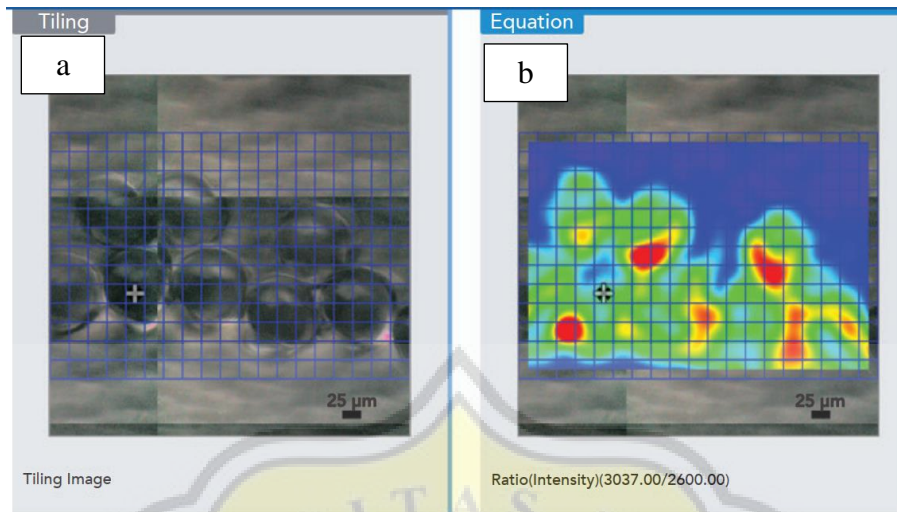 Tiling
Equation
a
b
25 µm
25 µm
Tiling Image
Ratio(Intensity)(3037.00/2600.00)
I T A S